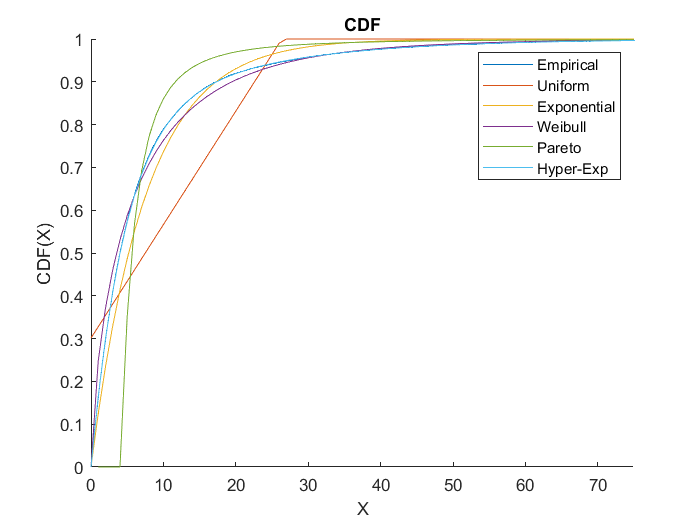 CDF
1
0.9
0.8
0.7
0.6
0.5
0.4
0.3
0.2
0.1
0
CDF(X)
Empirical
Uniform
Exponential
Weibull
Pareto
Hyper-Exp
0 10 20 30 40 50 60 70
X